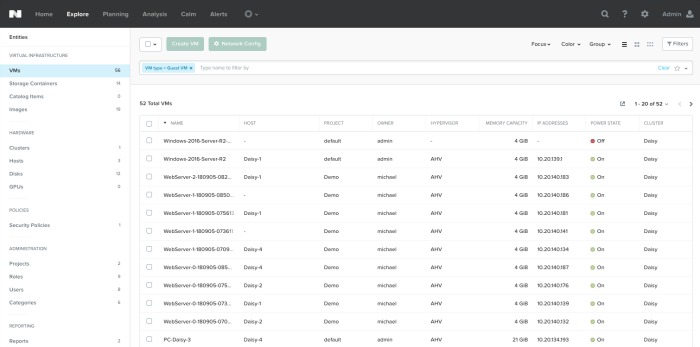 N Home Explore Planning Analysis Calm Alerts ? Admin
Entities
VIRTUAL INFRASTRUCTURE
VMs 56
Storage Containers 14
Catalog Items 0
Images 19
HARDWARE
Clusters 1
Hosts 3
Disks 12
GPUs 0
POLICIES
Security Policies 1
ADMINISTRATION
Projects 2
Roles 9
Users 8
Categories 6
REPORTING
Reports 2
Create VM Network Config Focus Color Group Filters
VM type = Guest VM × Type name to filter by Clear
52 Total VMs 1 - 20 of 52
NAME HOST PROJECT OWNER HYPERVISOR MEMORY CAPACITY IP ADDRESSES POWER STATE CLUSTER
Windows-2016-Server-R2-... - default admin - 4 GiB - Off Daisy
Windows-2016-Server-R2 Daisy-1 default admin AHV 4 GiB 10.20.139.1 On Daisy
WebServer-2-180905-082... Daisy-1 Demo michael AHV 4 GiB 10.20.140.183 On Daisy
WebServer-1-180905-0850... - Demo michael AHV 4 GiB 10.20.140.186 On Daisy
WebServer-1-180905-07561 Daisy-1 Demo michael AHV 4 GiB 10.20.140.181 On Daisy
WebServer-1-180905-073611 - Demo michael AHV 4 GiB 10.20.140.141 On Daisy
WebServer-1-180905-0709... Daisy-4 Demo michael AHV 4 GiB 10.20.140.134 On Daisy
WebServer-0-180905-085... Daisy-4 Demo michael AHV 4 GiB 10.20.140.187 On Daisy
WebServer-0-180905-075... Daisy-2 Demo michael AHV 4 GiB 10.20.140.176 On Daisy
WebServer-0-180905-073... Daisy-1 Demo michael AHV 4 GiB 10.20.140.139 On Daisy
WebServer-0-180905-070... Daisy-2 Demo michael AHV 4 GiB 10.20.140.132 On Daisy
PC-Daisy-3 Daisy-4 default admin AHV 21 GiB 10.20.134.193 On Daisy